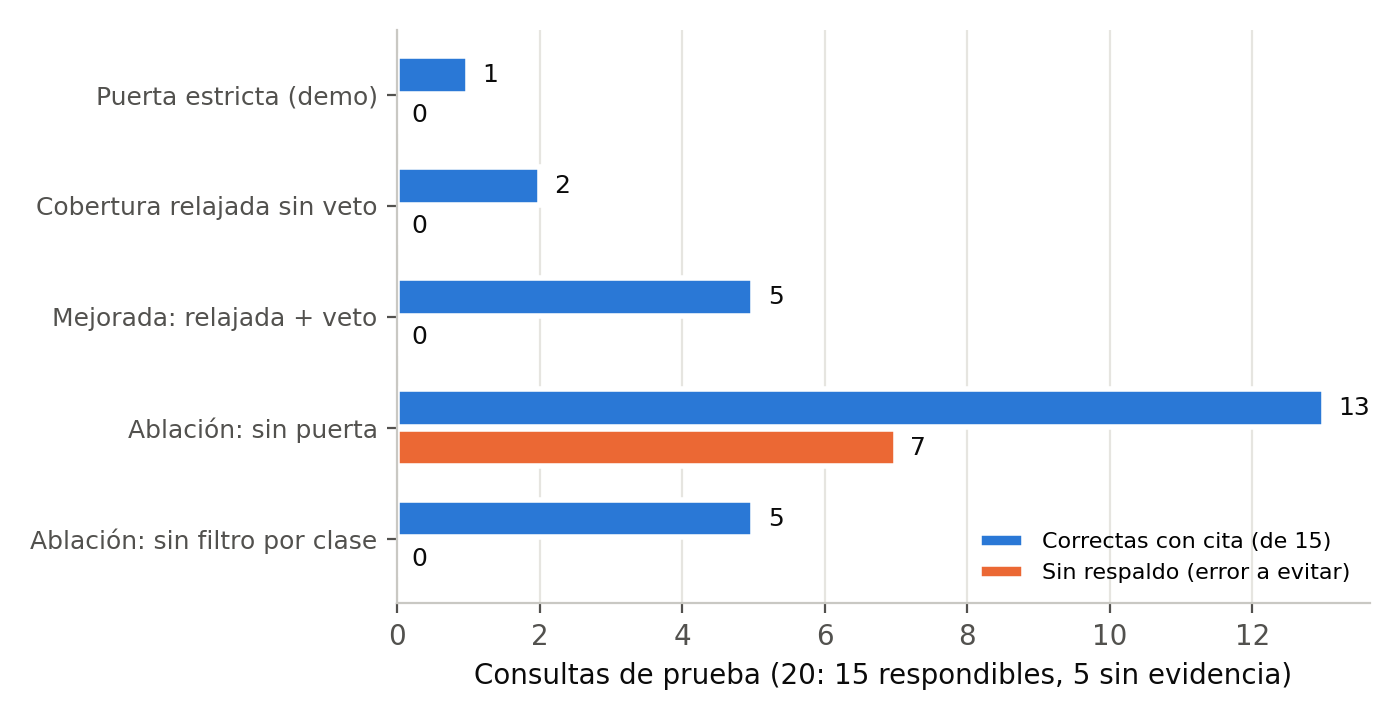 Puerta estricta (demo)
1
0
Cobertura relajada sin veto
2
0
Mejorada: relajada + veto
5
0
Ablación: sin puerta
13
7
Ablación: sin filtro por clase
5
0
Correctas con cita (de 15)
Sin respaldo (error a evitar)
0 2 4 6 8 10 12
Consultas de prueba (20: 15 respondibles, 5 sin evidencia)